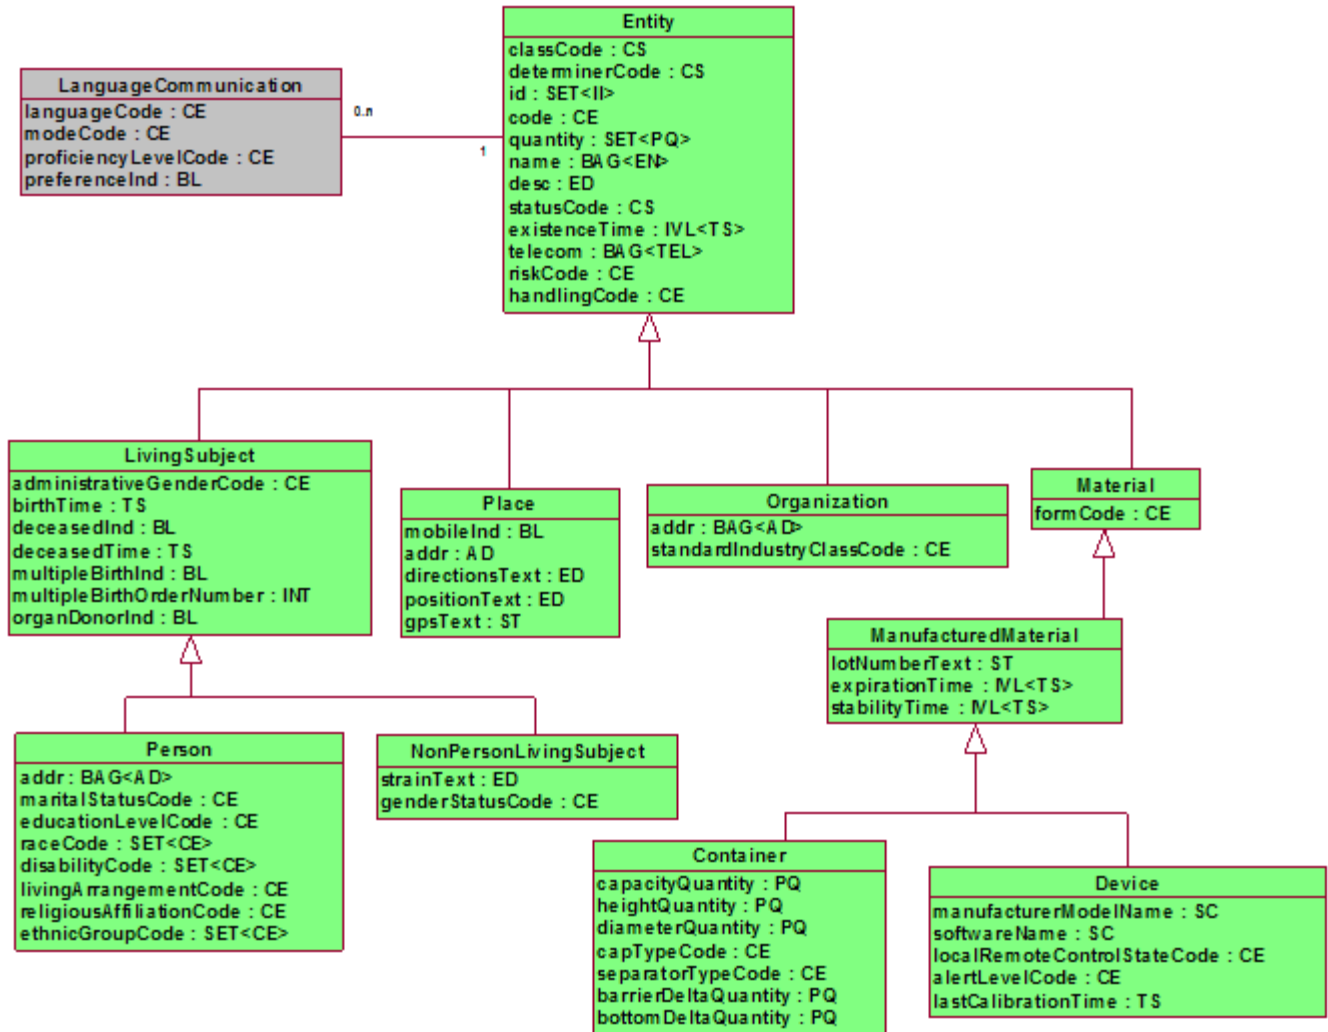 Entity
classCode : CS
determinerCode : CS
id : SET<II>
code : CE
quantity : SET<PQ>
name : BAG<EN>
desc : ED
statusCode : CS
existenceTime : IVL<TS>
telecom : BAG<TEL>
riskCode : CE
handlingCode : CE
LanguageCommunication
languageCode : CE
modeCode : CE
proficiencyLevelCode : CE
preferenceInd : BL
0..n
1
LivingSubject
administrativeGenderCode : CE
birthTime : TS
deceasedInd : BL
deceasedTime : TS
multipleBirthInd : BL
multipleBirthOrderNumber : INT
organDonorInd : BL
Place
mobileInd : BL
addr : AD
directionsText : ED
positionText : ED
gpsText : ST
Organization
addr : BAG<AD>
standardIndustryClassCode : CE
Material
formCode : CE
ManufacturedMaterial
lotNumberText : ST
expirationTime : IVL<TS>
stabilityTime : IVL<TS>
Person
addr : BAG<AD>
maritalStatusCode : CE
educationLevelCode : CE
raceCode : SET<CE>
disabilityCode : SET<CE>
livingArrangementCode : CE
religiousAffiliationCode : CE
ethnicGroupCode : SET<CE>
NonPersonLivingSubject
strainText : ED
genderStatusCode : CE
Container
capacityQuantity : PQ
heightQuantity : PQ
diameterQuantity : PQ
capTypeCode : CE
separatorTypeCode : CE
barrierDeltaQuantity : PQ
bottomDeltaQuantity : PQ
Device
manufacturerModelName : SC
softwareName : SC
localRemoteControlStateCode : CE
alertLevelCode : CE
lastCalibrationTime : TS